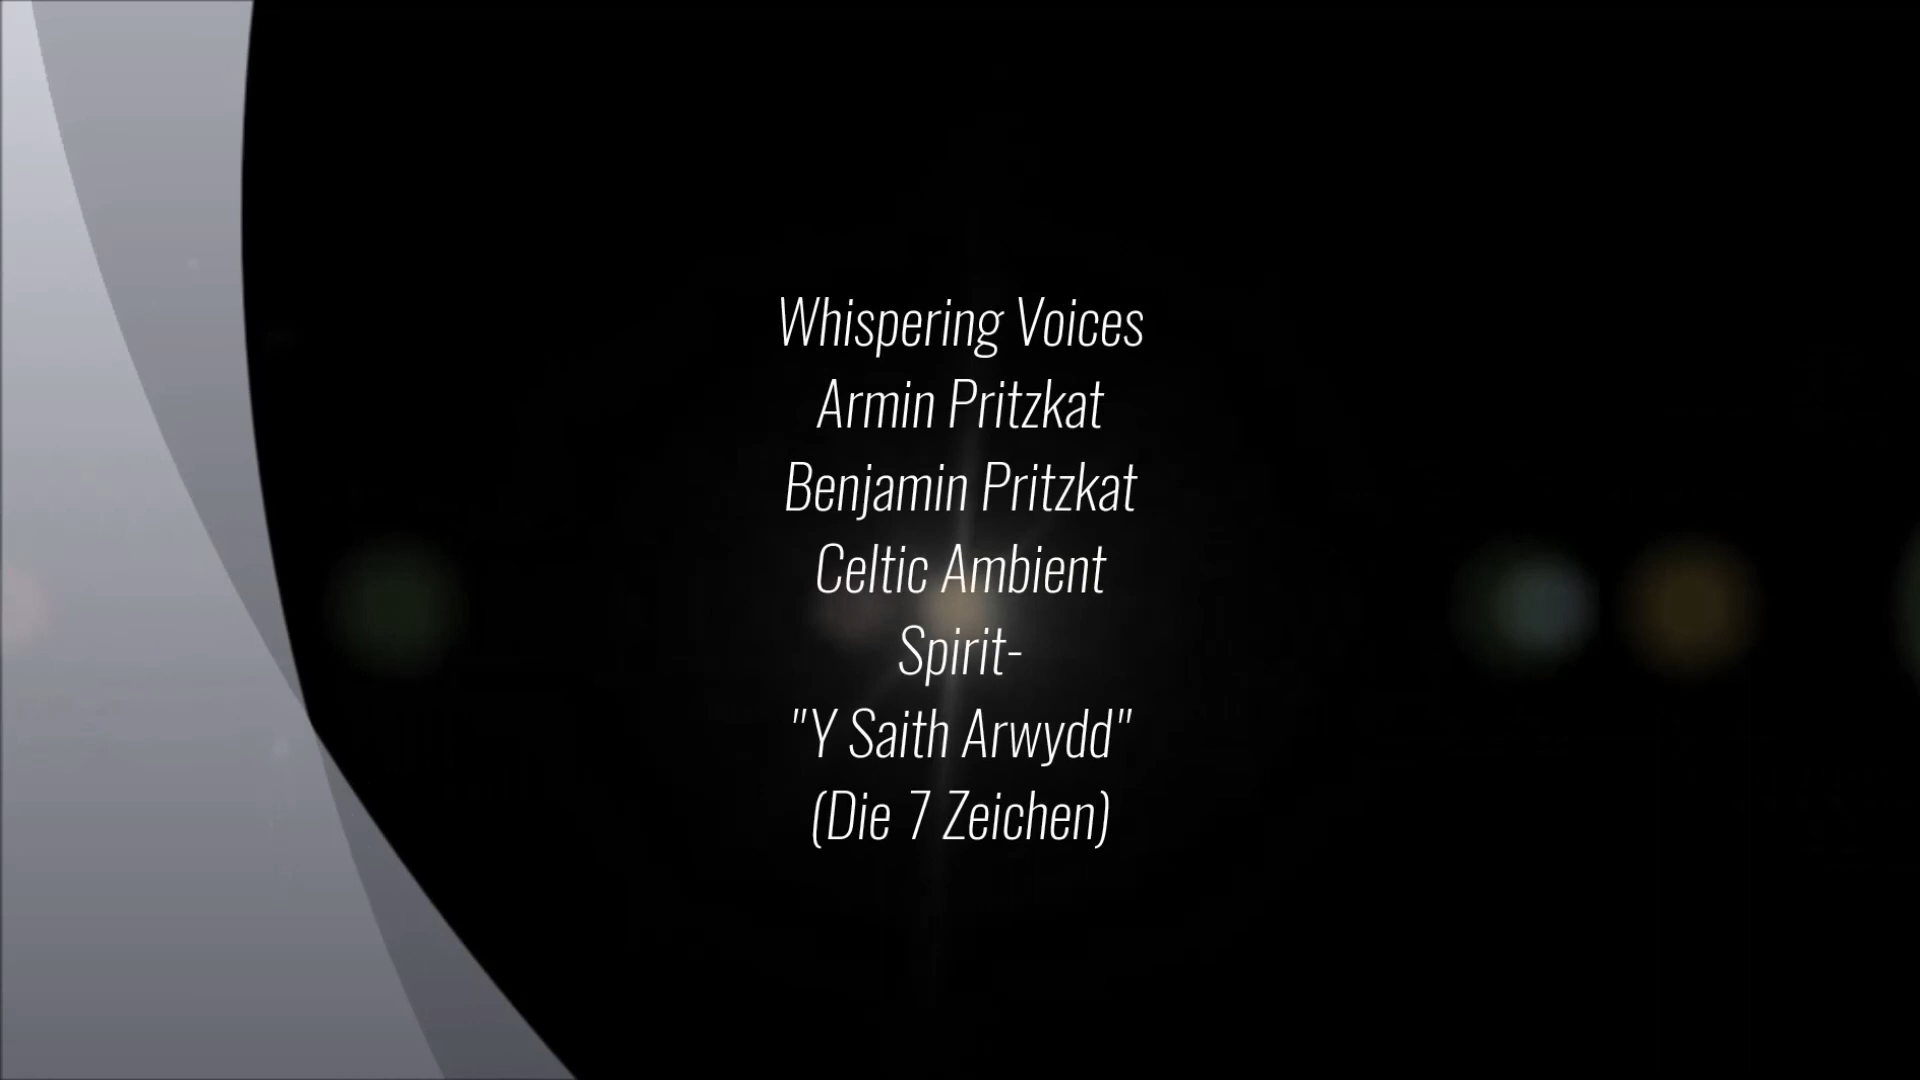 Whispering Voices
Armin Pritzkat
Benjamin Pritzkat
Celtic Ambient
Spirit-
"Y Saith Arwydd"
(Die 7 Zeichen)